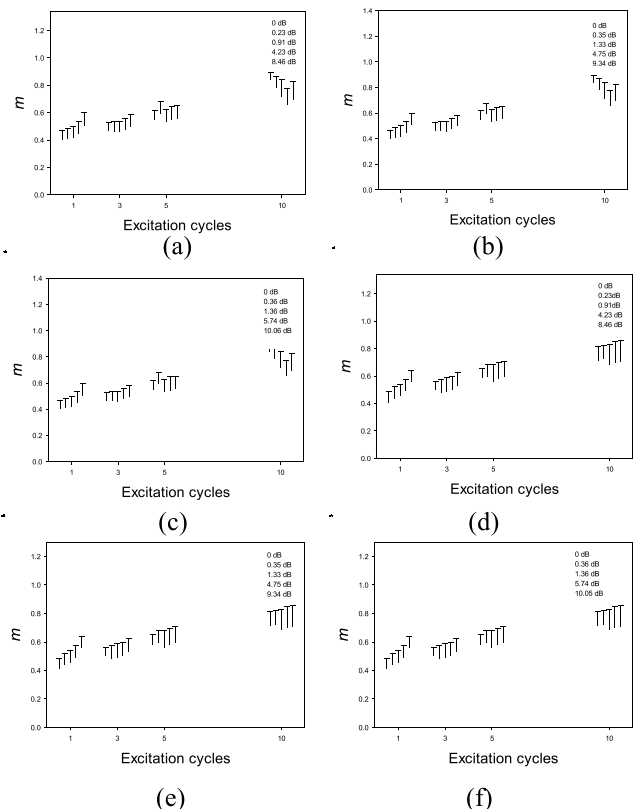 0 dB
0.23 dB
0.91 dB
4.23 dB
8.46 dB
1.2
1.0
0.8
0.6
0.4
0.2
0.0
m
1 3 5 10
Excitation cycles
(a)
0 dB
0.35 dB
1.33 dB
4.75 dB
9.34 dB
1.4
1.2
1.0
0.8
0.6
0.4
0.2
0.0
m
1 3 5 10
Excitation cycles
(b)
0 dB
0.36 dB
1.36 dB
5.74 dB
10.06 dB
1.4
1.2
1.0
0.8
0.6
0.4
0.2
0.0
m
1 3 5 10
Excitation cycles
(c)
0 dB
0.23dB
0.91dB
4.23 dB
8.46 dB
1.2
1.0
0.8
0.6
0.4
0.2
0.0
m
1 3 5 10
Excitation cycles
(d)
0 dB
0.35 dB
1.33 dB
4.75 dB
9.34 dB
1.2
1.0
0.8
0.6
0.4
0.2
0.0
m
1 3 5 10
Excitation cycles
(e)
0 dB
0.36 dB
1.36 dB
5.74 dB
10.05 dB
1.2
1.0
0.8
0.6
0.4
0.2
0.0
m
1 3 5 10
Excitation cycles
(f)